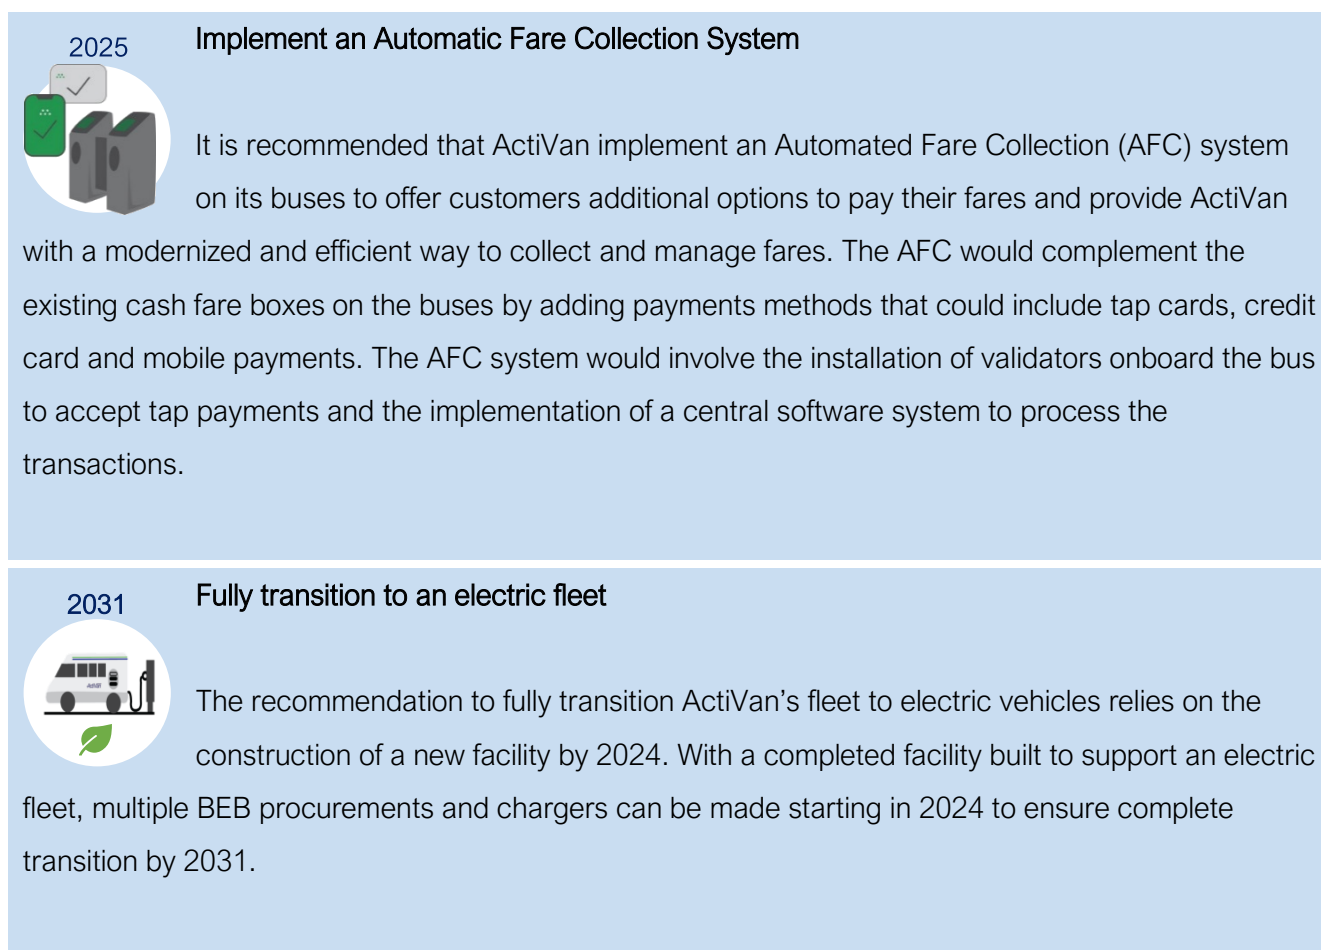 2025
Implement an Automatic Fare Collection System
It is recommended that ActiVan implement an Automated Fare Collection (AFC) system
on its buses to offer customers additional options to pay their fares and provide ActiVan
with a modernized and efficient way to collect and manage fares. The AFC would complement the
existing cash fare boxes on the buses by adding payments methods that could include tap cards, credit
card and mobile payments. The AFC system would involve the installation of validators onboard the bus
to accept tap payments and the implementation of a central software system to process the
transactions.
2031
Fully transition to an electric fleet
ActiVan
The recommendation to fully transition ActiVan’s fleet to electric vehicles relies on the
construction of a new facility by 2024. With a completed facility built to support an electric
fleet, multiple BEB procurements and chargers can be made starting in 2024 to ensure complete
transition by 2031.